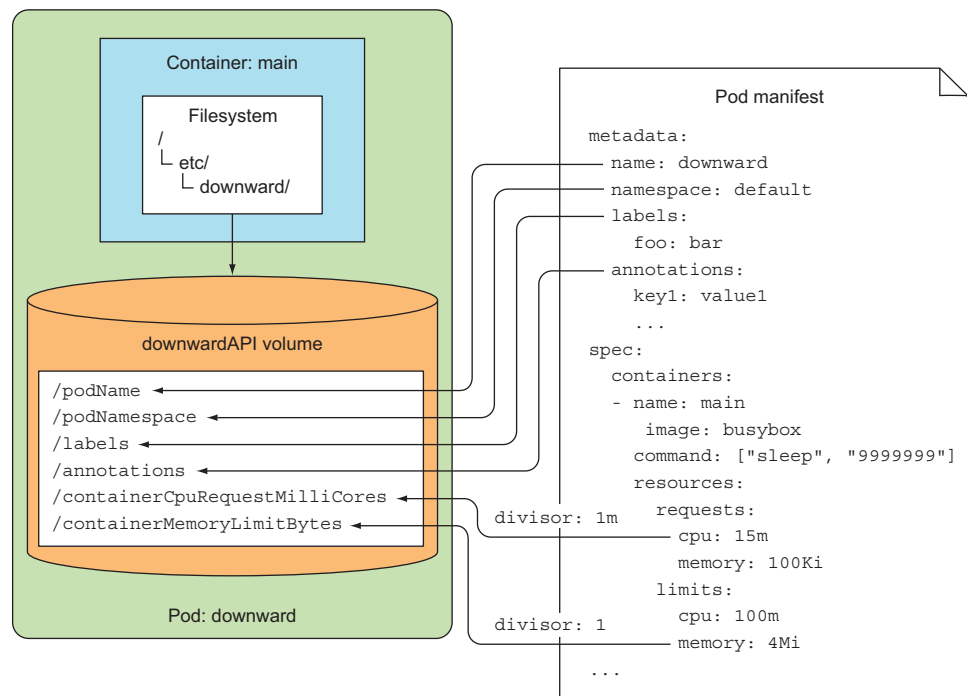 Container: main
Filesystem
/
etc/
downward/
downwardAPI volume
/podName
/podNamespace
/labels
/annotations
/containerCpuRequestMilliCores
/containerMemoryLimitBytes
Pod: downward
divisor: 1m
divisor: 1
Pod manifest
metadata:
name: downward
namespace: default
labels:
foo: bar
annotations:
key1: value1
...
spec:
containers:
- name: main
image: busybox
command: ["sleep", "9999999"]
resources:
requests:
cpu: 15m
memory: 100Ki
limits:
cpu: 100m
memory: 4Mi
...